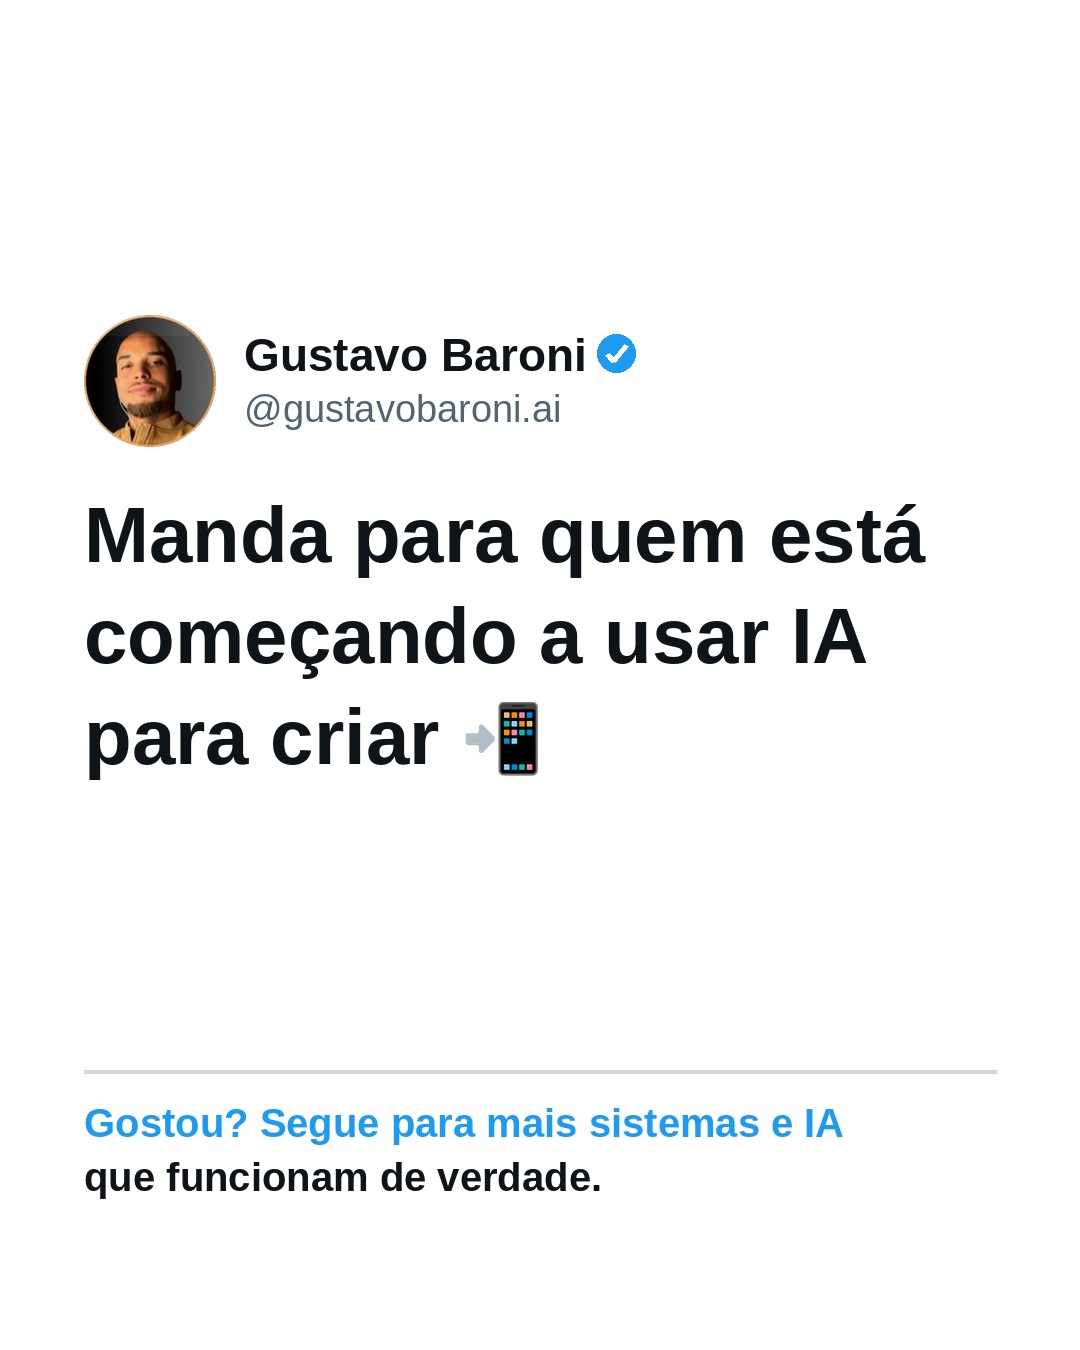 Gustavo Baroni
@gustavobaroni.ai
Manda para quem está
começando a usar IA
para criar 📲
Gostou? Segue para mais sistemas e IA
que funcionam de verdade.